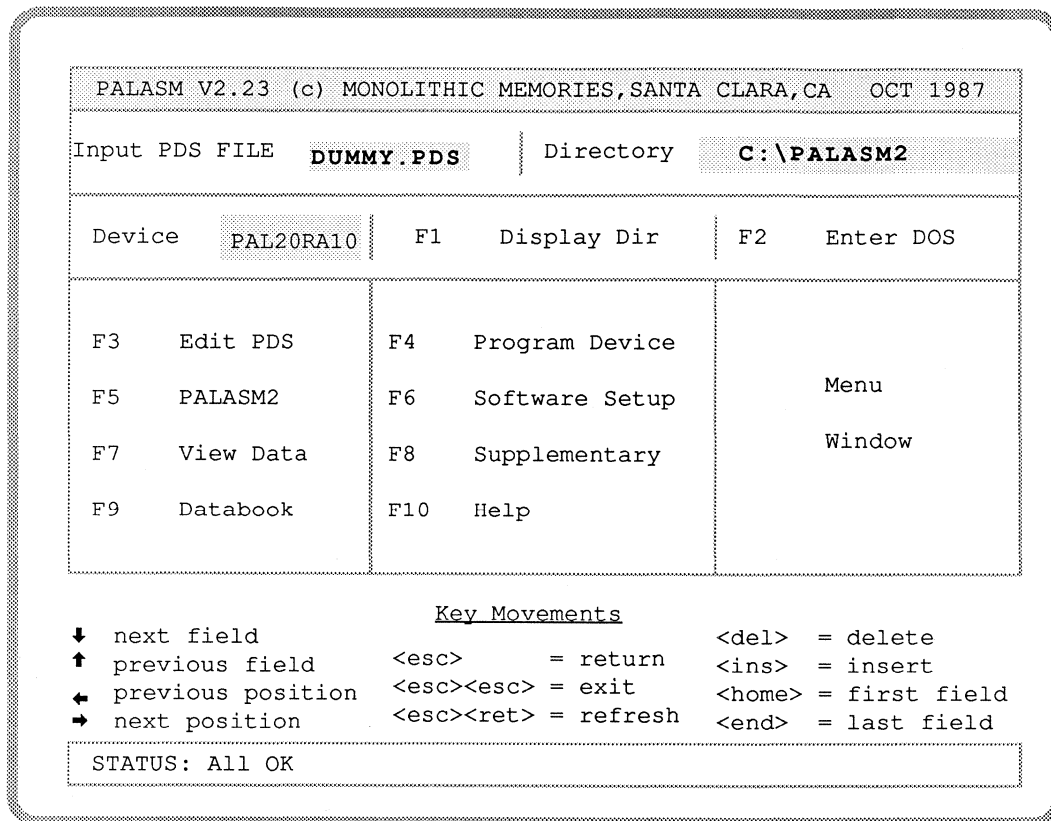 PALASM V2.23 (c) MONOLITHIC MEMORIES,SANTA CLARA,CA OCT 1987
Input PDS FILE DUMMY.PDS Directory C:\PALASM2
Device PAL20RA10 F1 Display Dir F2 Enter DOS
F3 Edit PDS F4 Program Device
F5 PALASM2 F6 Software Setup
F7 View Data F8 Supplementary
F9 Databook F10 Help
Menu
Window
Key Movements
↓ next field
↑ previous field
← previous position
→ next position
<esc> = return
<esc><esc> = exit
<esc><ret> = refresh
<del> = delete
<ins> = insert
<home> = first field
<end> = last field
STATUS: All OK